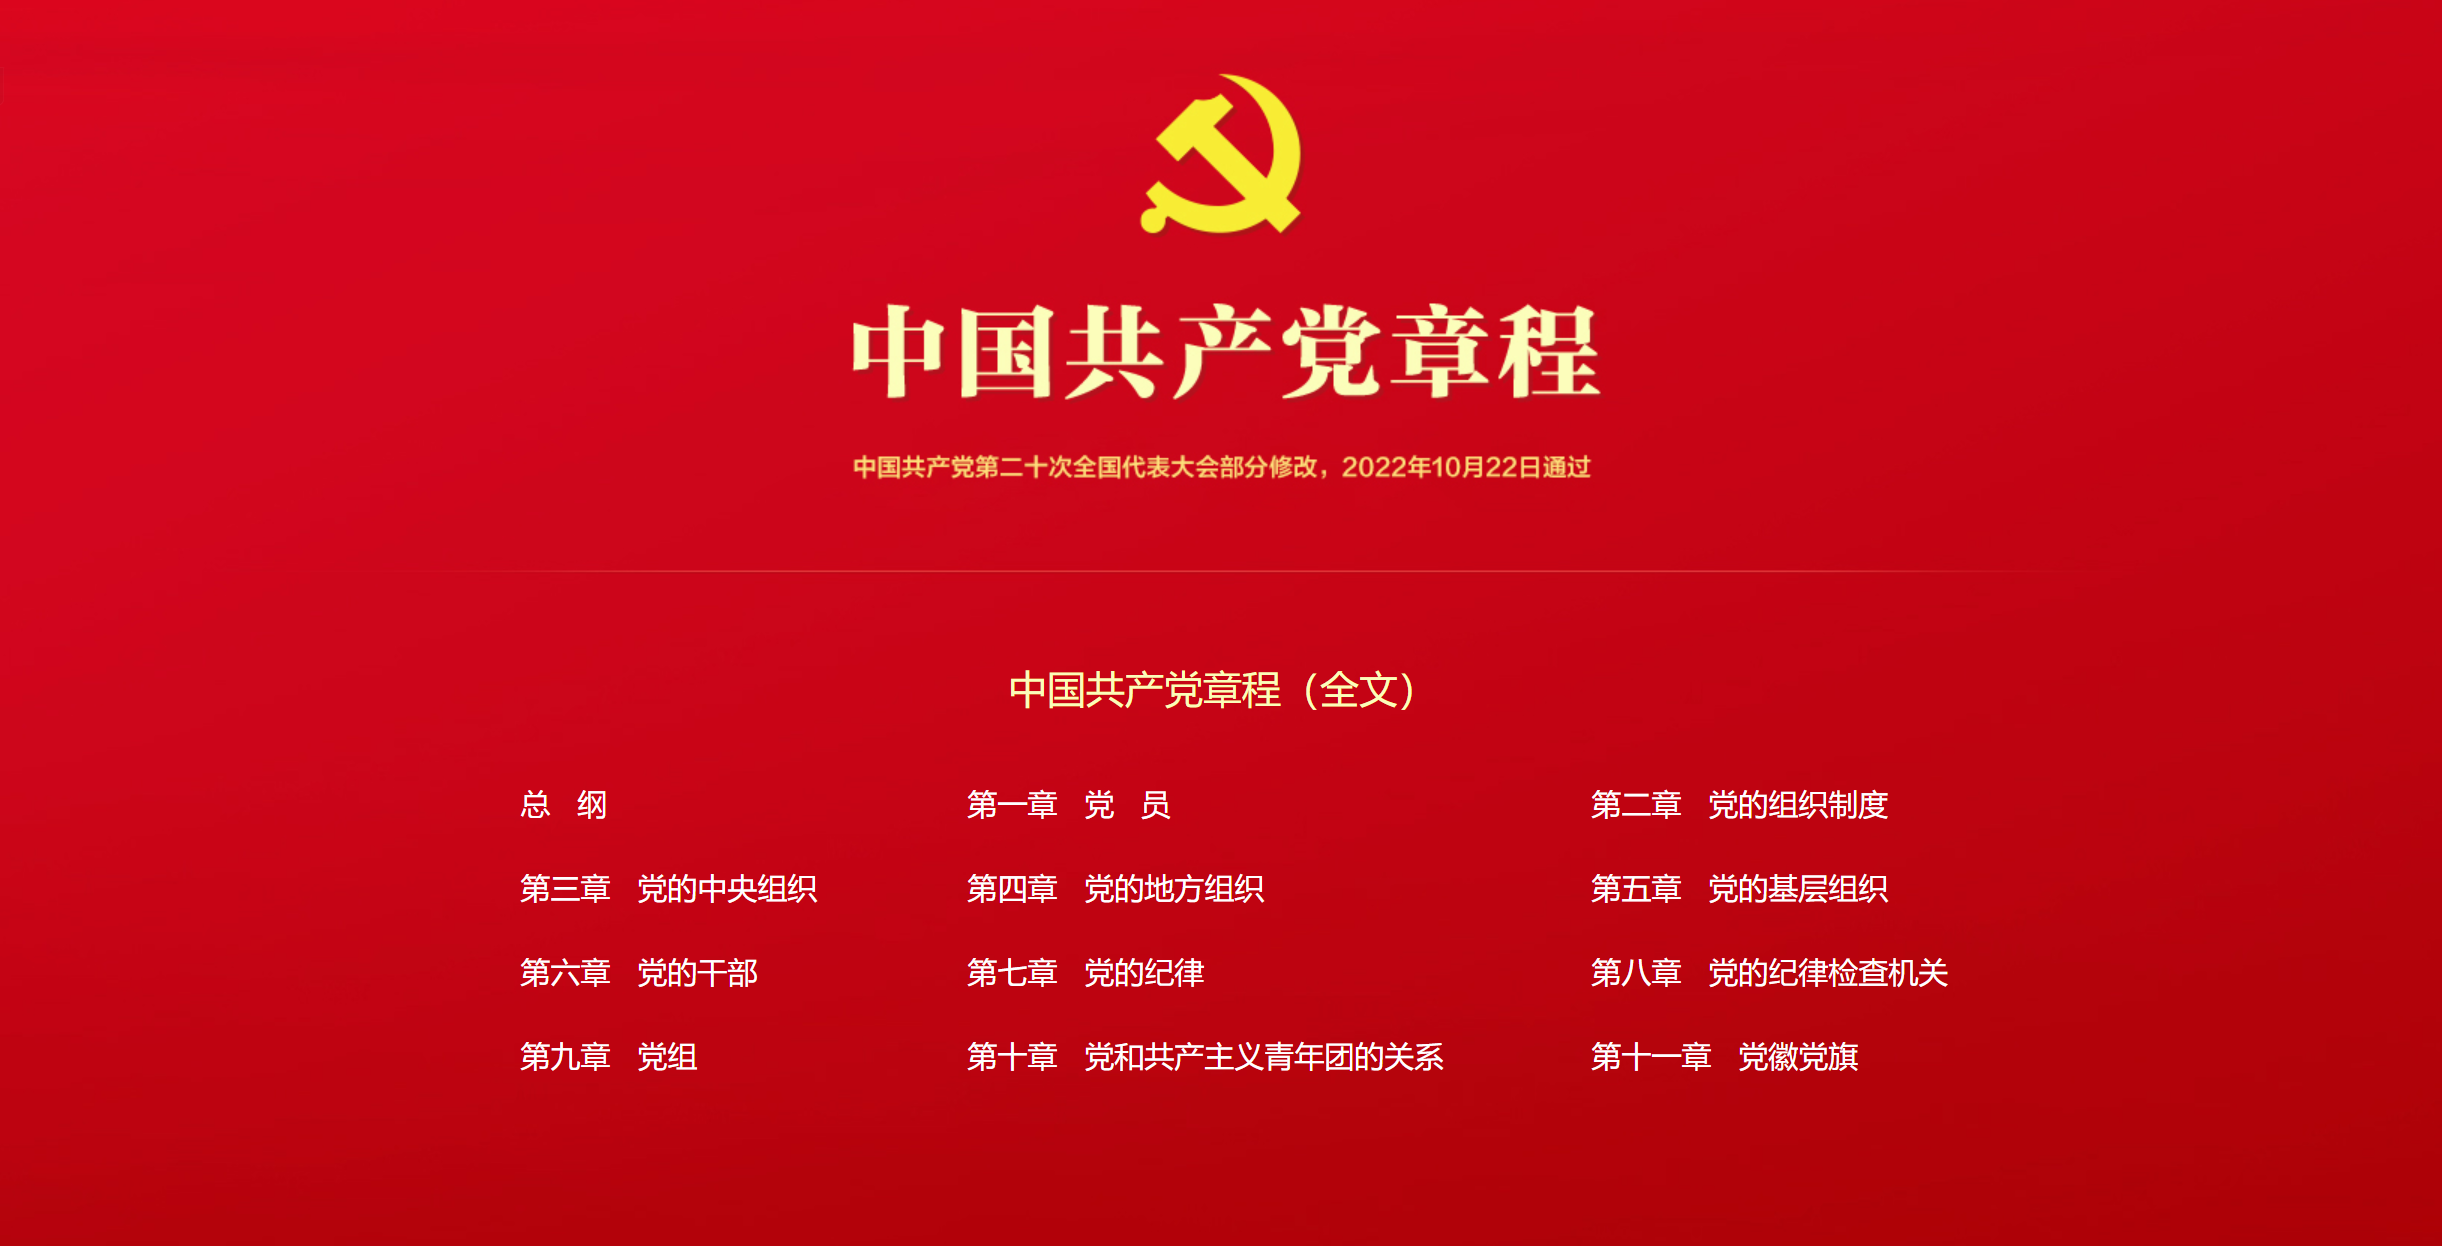 中国共产党章程
中国共产党第二十次全国代表大会部分修改，2022年10月22日通过
中国共产党章程（全文）
总 纲 第一章 党 员 第二章 党的组织制度
第三章 党的中央组织 第四章 党的地方组织 第五章 党的基层组织
第六章 党的干部 第七章 党的纪律 第八章 党的纪律检查机关
第九章 党组 第十章 党和共产主义青年团的关系 第十一章 党徽党旗